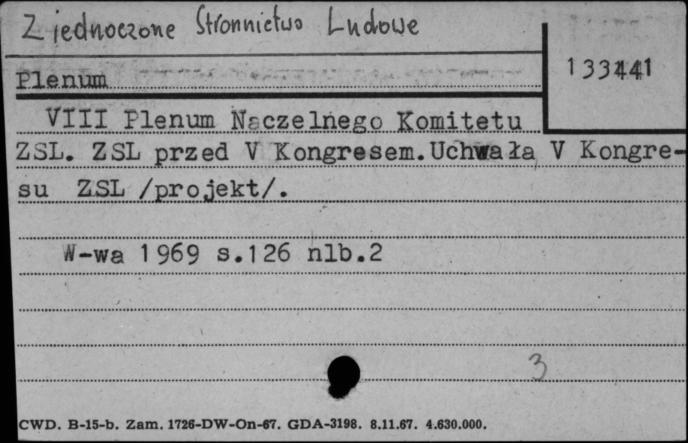 Zjednoczone Stronnictwo Ludowe
133441
Plenum
VIII Plenum Naczelnego Komitetu
ZSL. ZSL przed V Kongresem.Uchwała V Kongre-
su ZSL /projekt/.
W-wa 1969 s.126 nlb.2
3
CWD. B-15-b. Zam. 1726-DW-On-67. GDA-3198. 8.11.67. 4.630.000.